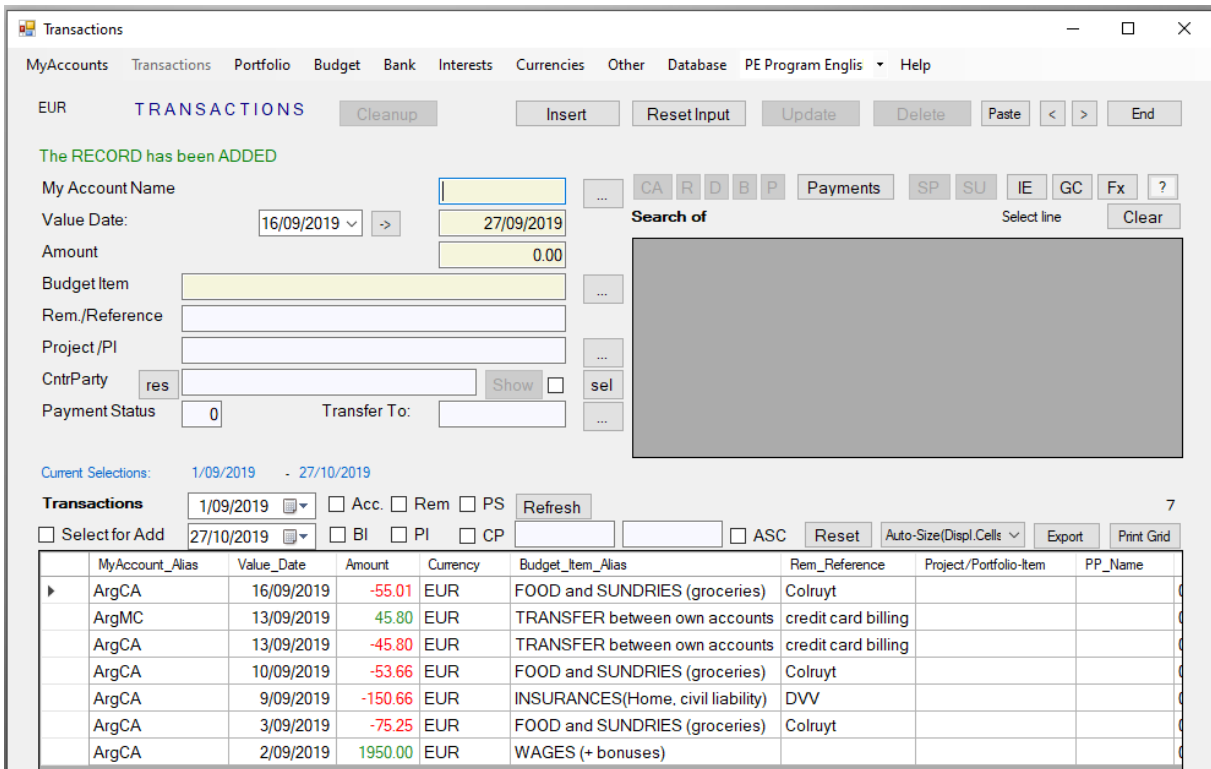 Transactions
MyAccounts Transactions Portfolio Budget Bank Interests Currencies Other Database PE Program Englis Help
EUR TRANSACTIONS Cleanup Insert Reset Input Update Delete Paste < > End
The RECORD has been ADDED
My Account Name ... CA R D B P Payments SP SU IE GC Fx ?
Value Date: 16/09/2019 -> 27/09/2019 Search of Select line Clear
Amount 0.00
Budget Item ...
Rem./Reference
Project /PI ...
CntrParty res Show sel
Payment Status 0 Transfer To: ...
Current Selections: 1/09/2019 - 27/10/2019
Transactions 1/09/2019 Acc. Rem PS Refresh 7
Select for Add 27/10/2019 BI PI CP ASC Reset Auto-Size(Displ.Cells Export Print Grid
MyAccount_Alias Value_Date Amount Currency Budget_Item_Alias Rem_Reference Project/Portfolio-Item PP_Name
ArgCA 16/09/2019 -55.01 EUR FOOD and SUNDRIES (groceries) Colruyt
ArgMC 13/09/2019 45.80 EUR TRANSFER between own accounts credit card billing
ArgCA 13/09/2019 -45.80 EUR TRANSFER between own accounts credit card billing
ArgCA 10/09/2019 -53.66 EUR FOOD and SUNDRIES (groceries) Colruyt
ArgCA 9/09/2019 -150.66 EUR INSURANCES(Home, civil liability) DVV
ArgCA 3/09/2019 -75.25 EUR FOOD and SUNDRIES (groceries) Colruyt
ArgCA 2/09/2019 1950.00 EUR WAGES (+ bonuses)